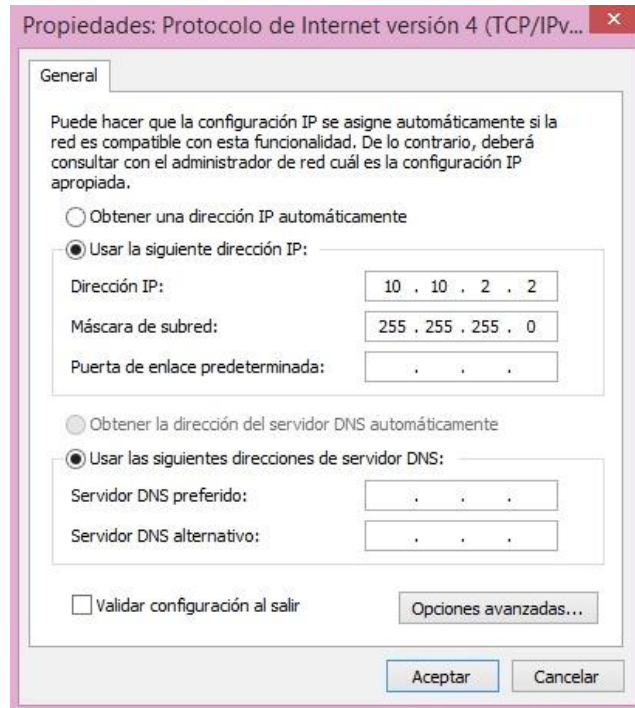 Propiedades: Protocolo de Internet versión 4 (TCP/IPv...
General
Puede hacer que la configuración IP se asigne automáticamente si la
red es compatible con esta funcionalidad. De lo contrario, deberá
consultar con el administrador de red cuál es la configuración IP
apropiada.
Obtener una dirección IP automáticamente
Usar la siguiente dirección IP:
Dirección IP: 10 . 10 . 2 . 2
Máscara de subred: 255 . 255 . 255 . 0
Puerta de enlace predeterminada: . . .
Obtener la dirección del servidor DNS automáticamente
Usar las siguientes direcciones de servidor DNS:
Servidor DNS preferido: . . .
Servidor DNS alternativo: . . .
Validar configuración al salir Opciones avanzadas...
Aceptar Cancelar